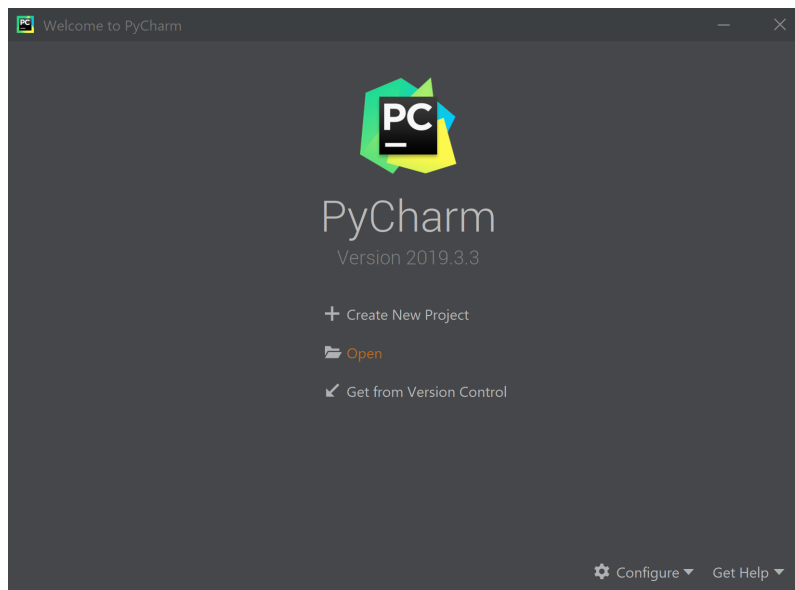 PC Welcome to PyCharm
PC
PyCharm
Version 2019.3.3
Create New Project
Open
Get from Version Control
Configure Get Help